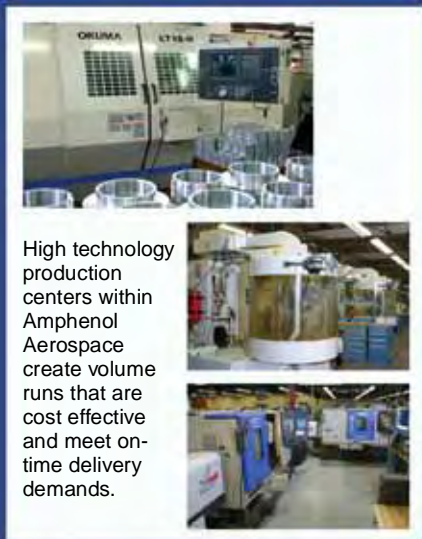 OKUMA LT15-M
High technology
production
centers within
Amphenol
Aerospace
create volume
runs that are
cost effective
and meet on-
time delivery
demands.